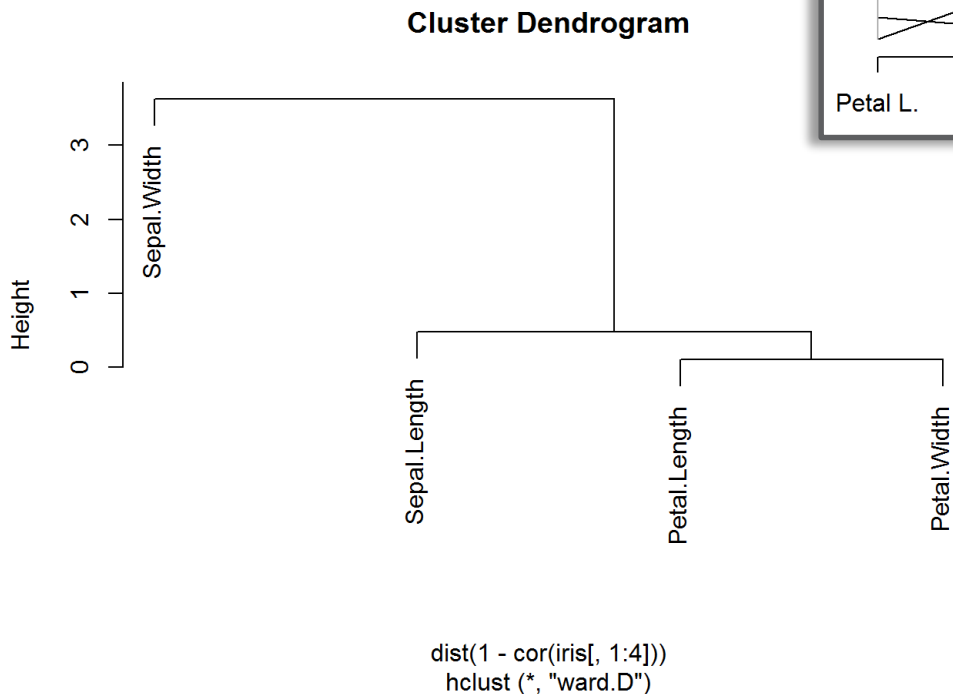 Cluster Dendrogram
Petal L.
Height
3
2
1
0
Sepal.Width
Sepal.Length
Petal.Length
Petal.Width
dist(1 - cor(iris[, 1:4]))
hclust (*, "ward.D")